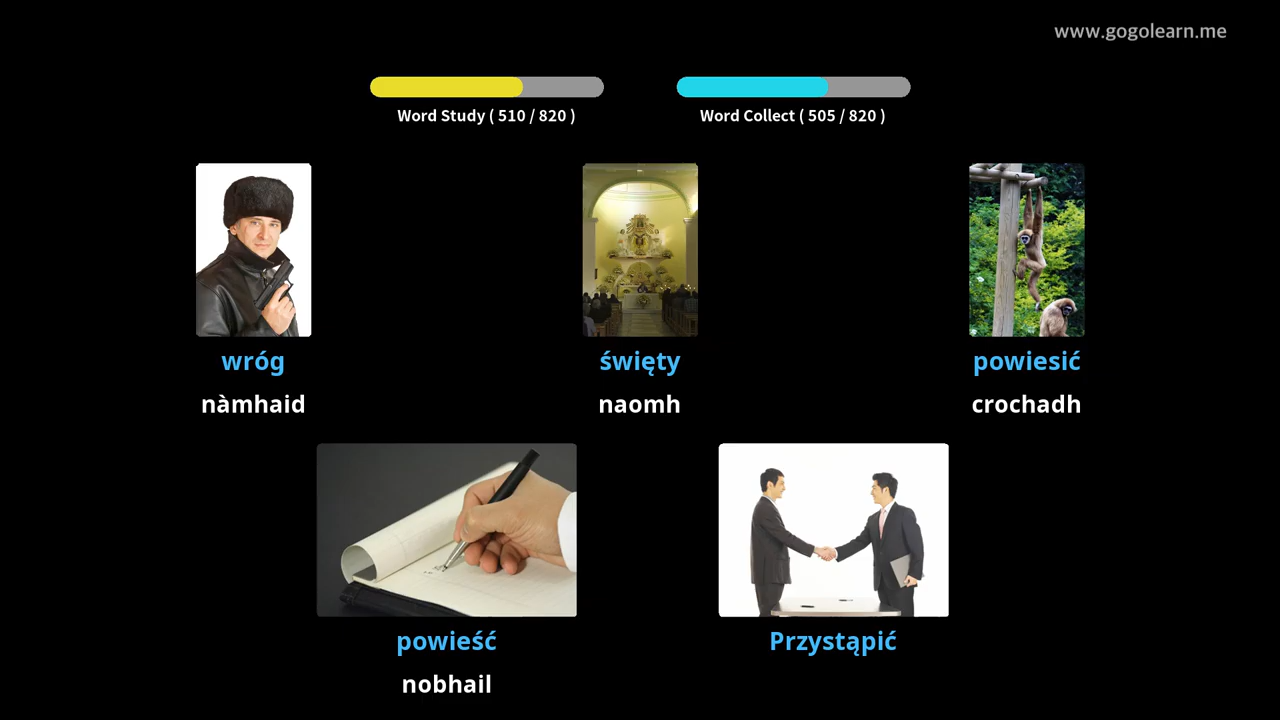 www.gogolearn.me
Word Study ( 510 / 820 )
Word Collect ( 505 / 820 )
wróg
nàmhaid
święty
naomh
powiesić
crochadh
powieść
nobhail
Przystąpić